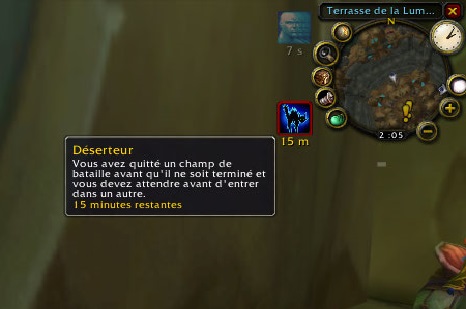 Terrasse de la Lum...
7 s
15 m
2:05
Déserteur
Vous avez quitté un champ de
bataille avant qu'il ne soit terminé et
vous devez attendre avant d'entrer
dans un autre.
15 minutes restantes